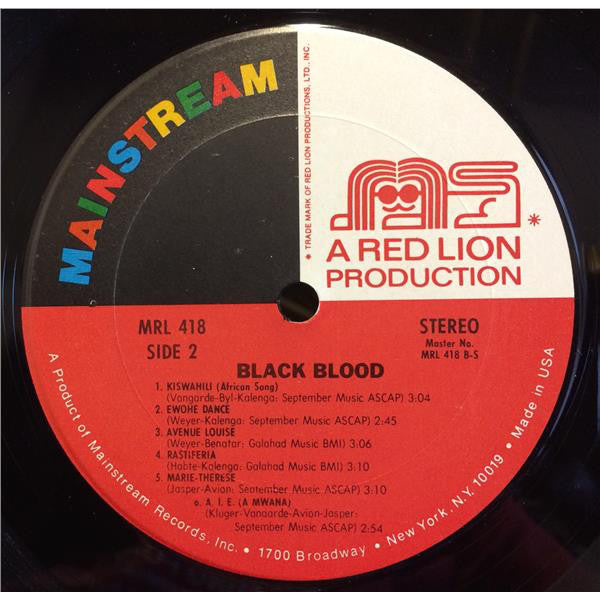 MAINSTREAM
* TRADE MARK OF RED LION PRODUCTIONS, LTD., INC.
*
A RED LION
PRODUCTION
MRL 418
SIDE 2
STEREO
Master No.
MRL 418 B-S
BLACK BLOOD
1. KISWAHILI (African Song)
(Vangarde-Byl-Kalenga: September Music ASCAP) 3:04
2. EWOHE DANCE
(Weyer-Kalenga: September Music ASCAP) 2:45
3. AVENUE LOUISE
(Weyer-Benatar: Galahad Music BMI) 3:06
4. RASTIFERIA
(Habte-Kalenga: Galahad Music BMI) 3:10
5. MARIE-THERESE
(Jasper-Avion: September Music ASCAP) 3:10
6. A. I. E. (A MWANA)
(Kluger-Vangarde-Avion-Jasper:
September Music ASCAP) 2:54
A Product of Mainstream Records, Inc. • 1700 Broadway • New York, N.Y. 10019 • Made in USA